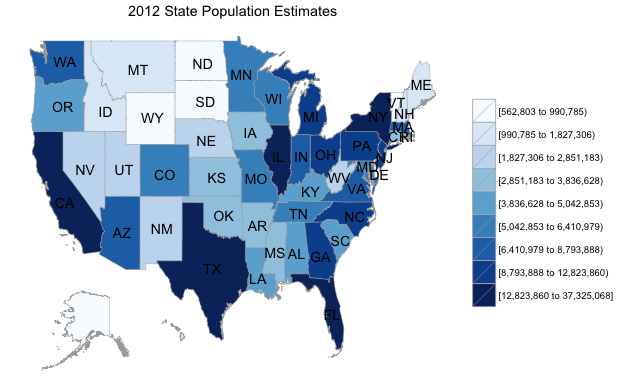 2012 State Population Estimates
WA
MT
ND
MN
ME
OR
ID
SD
WI
MI
VT
NH
NY
MA
CT
RI
WY
NE
IA
PA
NJ
NV
UT
CO
KS
MO
IL
IN
OH
WV
MD
DE
VA
KY
CA
AZ
NM
OK
AR
TN
NC
SC
TX
LA
MS
AL
GA
FL
[562,803 to 990,785)
[990,785 to 1,827,306)
[1,827,306 to 2,851,183)
[2,851,183 to 3,836,628)
[3,836,628 to 5,042,853)
[5,042,853 to 6,410,979)
[6,410,979 to 8,793,888)
[8,793,888 to 12,823,860)
[12,823,860 to 37,325,068]